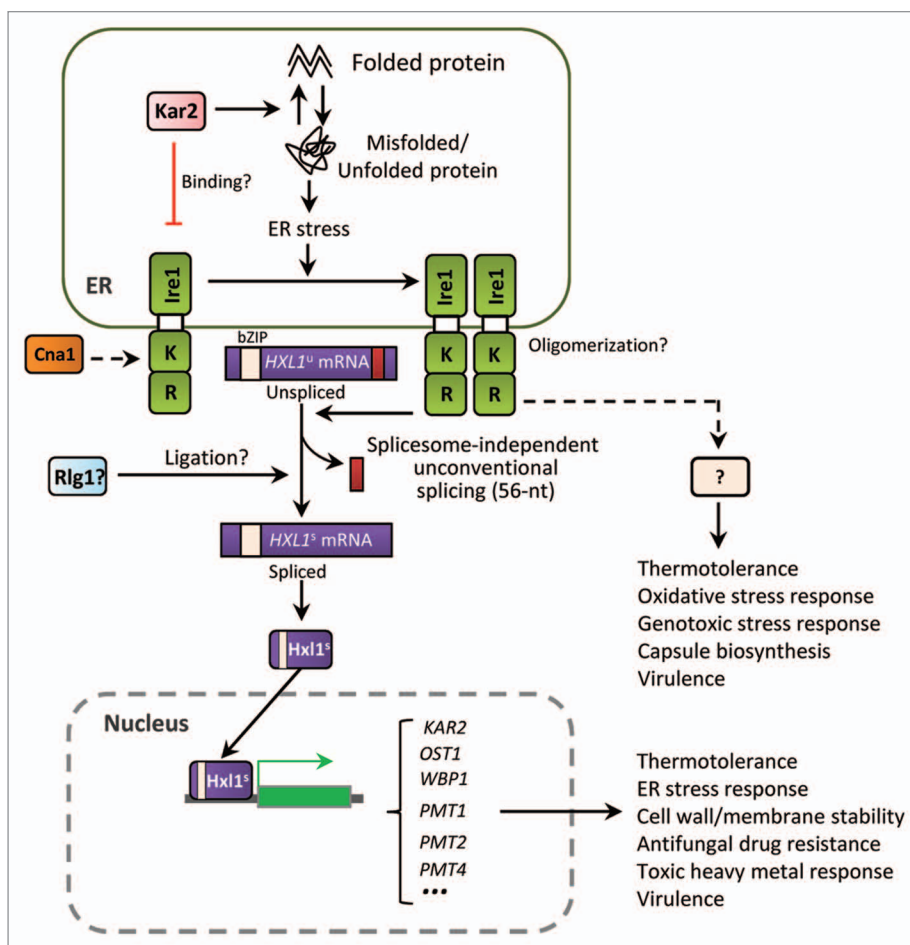 Folded protein
Kar2
Misfolded/
Unfolded protein
Binding?
ER stress
ER
Ire1
Ire1
Ire1
bZIP
Cna1
K
HXL1ᵁ mRNA
K
K
Oligomerization?
R
Unspliced
R
R
Splicesome-independent
unconventional
splicing (56-nt)
Ligation?
Rlg1?
?
HXL1ˢ mRNA
Spliced
Thermotolerance
Oxidative stress response
Genotoxic stress response
Capsule biosynthesis
Virulence
Hxl1ˢ
Nucleus
Hxl1ˢ
KAR2
OST1
WBP1
PMT1
PMT2
PMT4
•••
Thermotolerance
ER stress response
Cell wall/membrane stability
Antifungal drug resistance
Toxic heavy metal response
Virulence